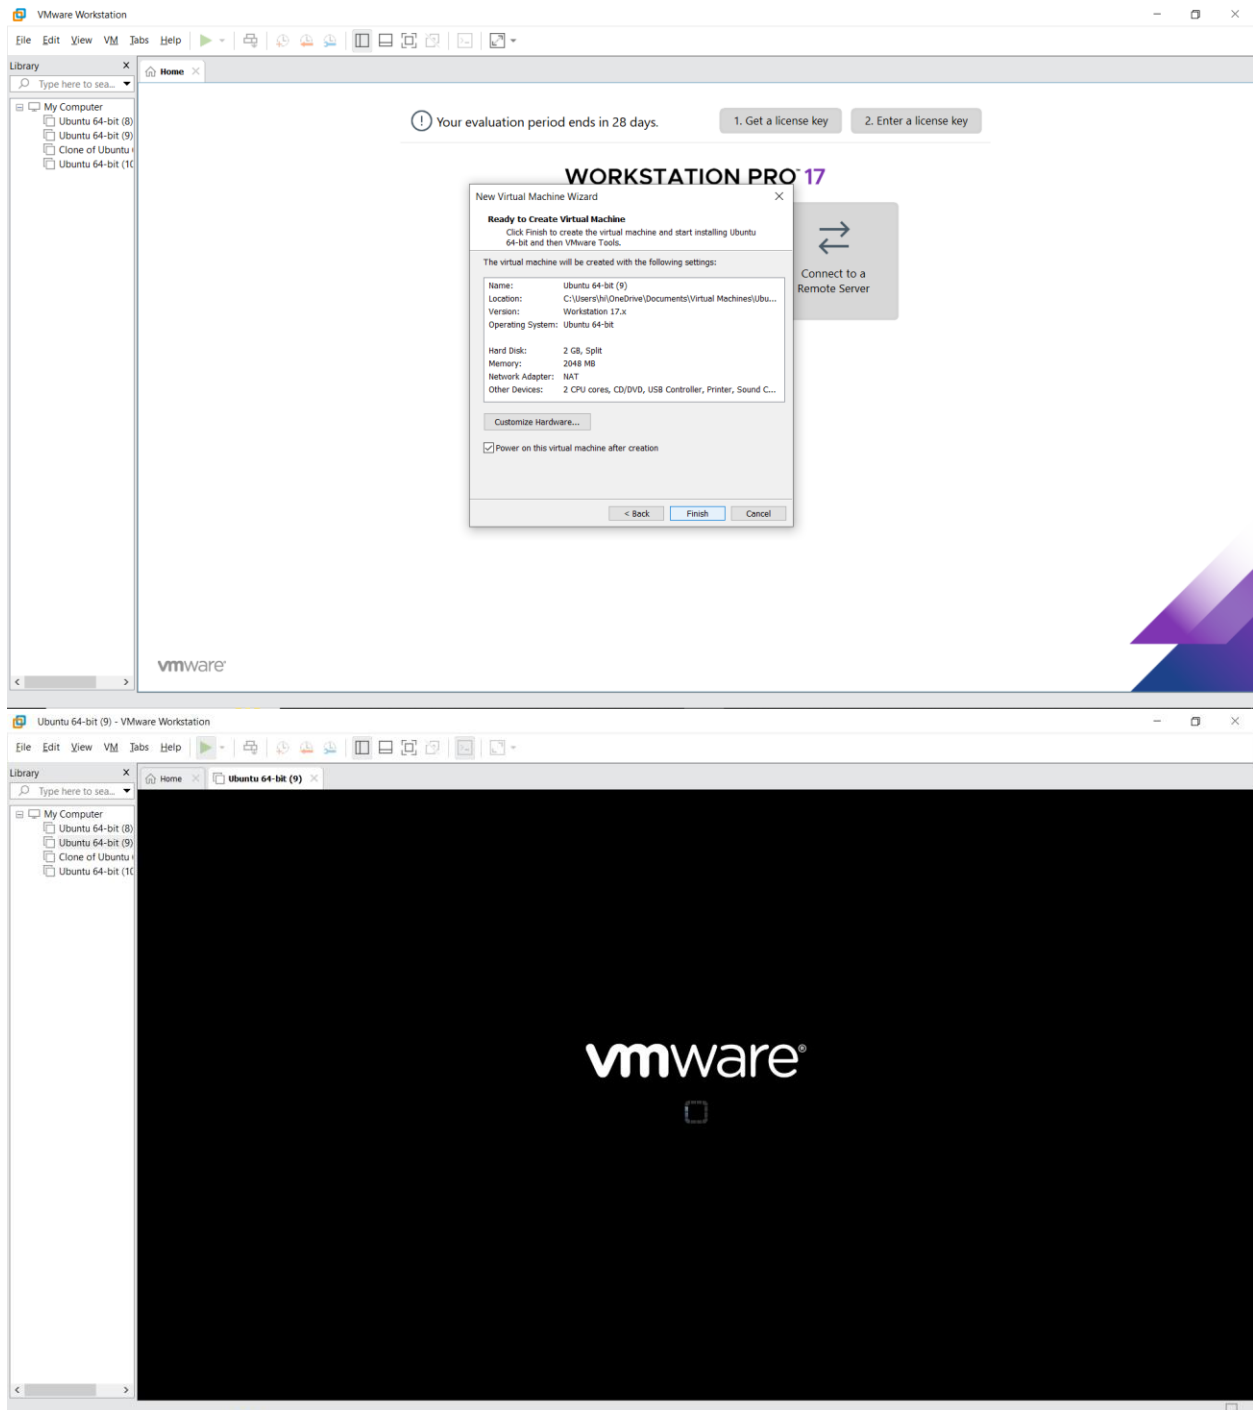 VMware Workstation
File Edit View VM Tabs Help
Library X
Type here to sea...
Home
My Computer
Ubuntu 64-bit (8)
Ubuntu 64-bit (9)
Clone of Ubuntu
Ubuntu 64-bit (10
Your evaluation period ends in 28 days.
1. Get a license key
2. Enter a license key
WORKSTATION PRO™ 17
New Virtual Machine Wizard
Ready to Create Virtual Machine
Click Finish to create the virtual machine and start installing Ubuntu
64-bit and then VMware Tools.
The virtual machine will be created with the following settings:
Name: Ubuntu 64-bit (9)
Location: C:\Users\hi\OneDrive\Documents\Virtual Machines\Ubu...
Version: Workstation 17.x
Operating System: Ubuntu 64-bit
Hard Disk: 2 GB, Split
Memory: 2048 MB
Network Adapter: NAT
Other Devices: 2 CPU cores, CD/DVD, USB Controller, Printer, Sound C...
Customize Hardware...
Power on this virtual machine after creation
< Back
Finish
Cancel
Connect to a
Remote Server
vmware
Ubuntu 64-bit (9) - VMware Workstation
File Edit View VM Tabs Help
Library X
Type here to sea...
Home
Ubuntu 64-bit (9)
My Computer
Ubuntu 64-bit (8)
Ubuntu 64-bit (9)
Clone of Ubuntu
Ubuntu 64-bit (10
vmware®